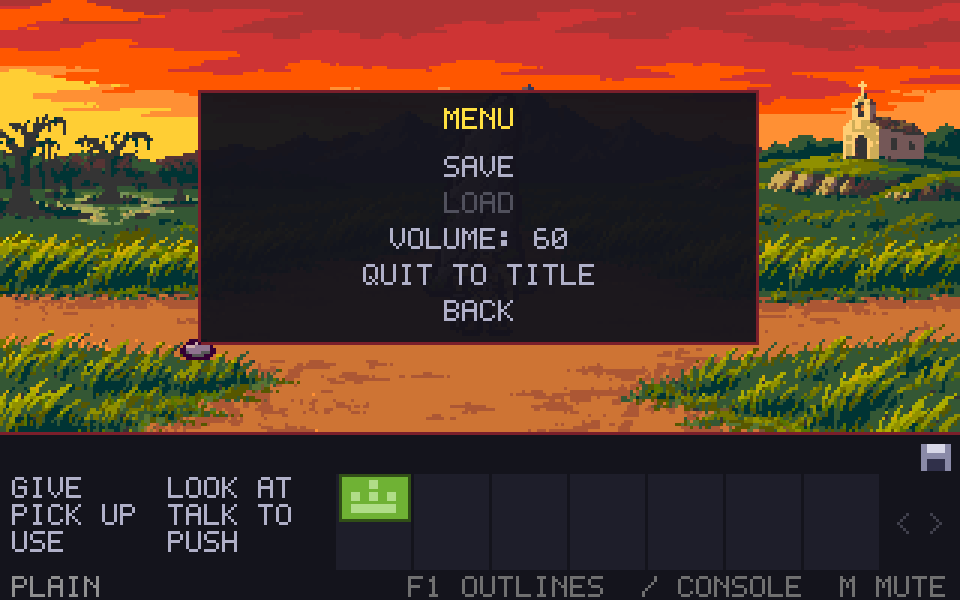 MENU
SAVE
LOAD
VOLUME: 60
QUIT TO TITLE
BACK
GIVE LOOK AT
PICK UP TALK TO
USE PUSH
PLAIN F1 OUTLINES / CONSOLE M MUTE